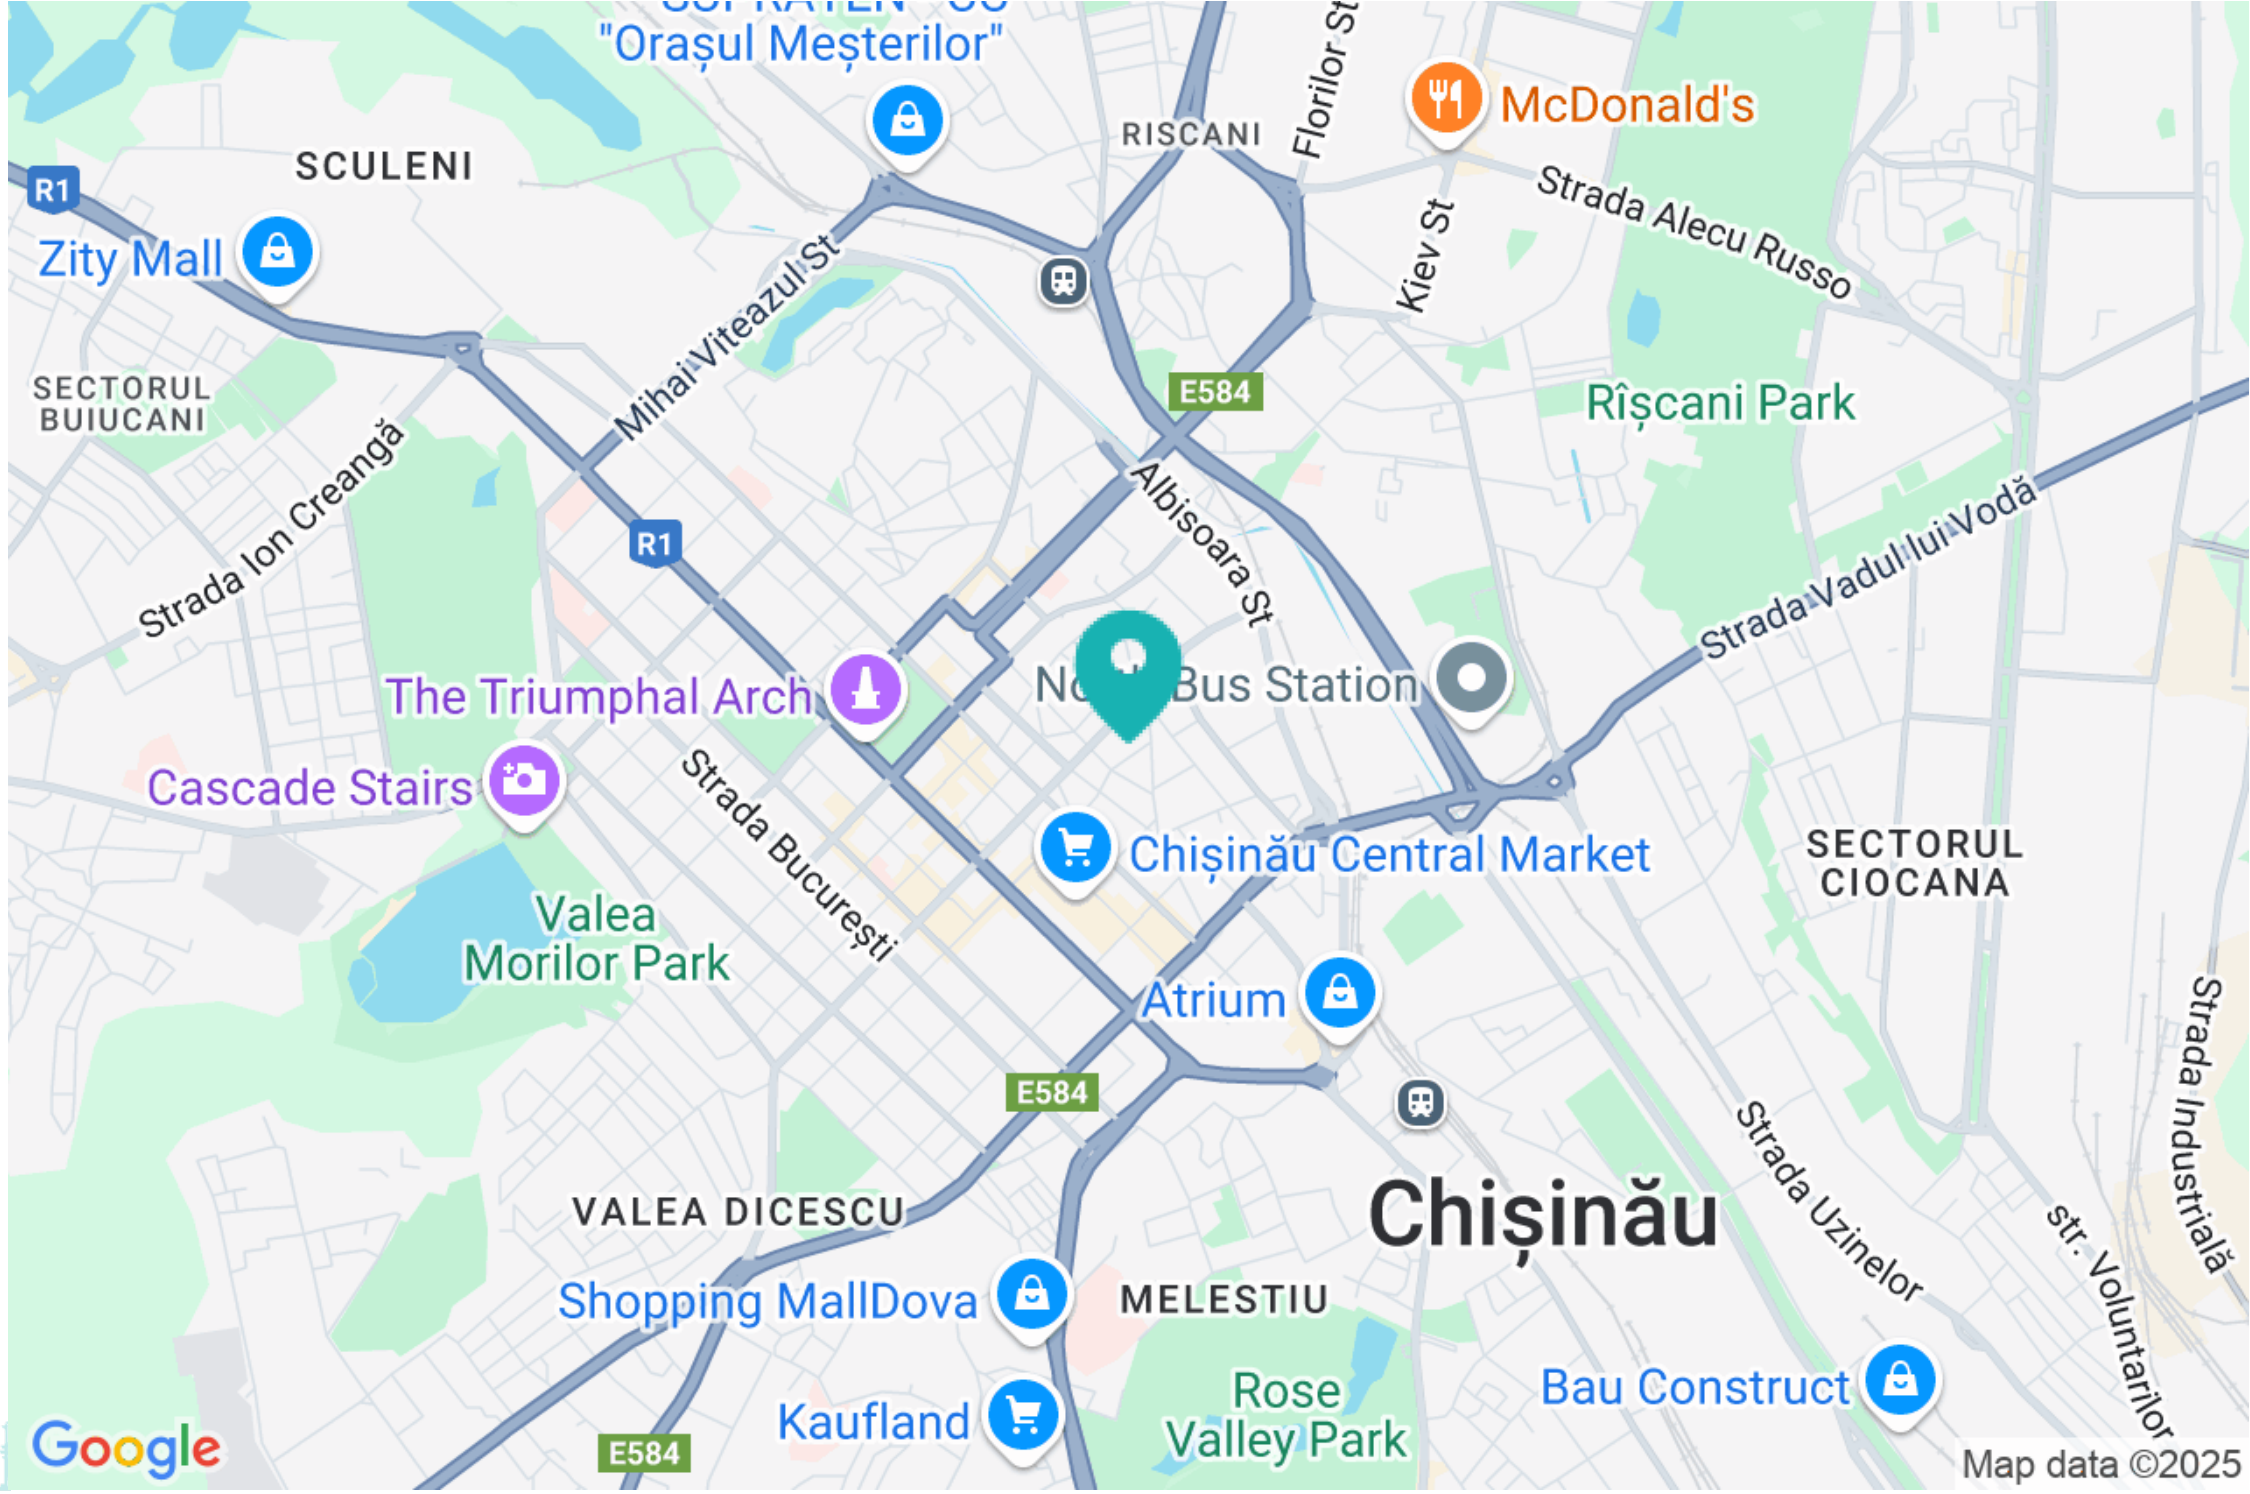 "Orașul Meșterilor"
RISCANI
Florilor St
McDonald's
SCULENI
R1
Zity Mall
Mihai Viteazul St
Kiev St
Strada Alecu Russo
SECTORUL
BUIUCANI
E584
Rîșcani Park
Strada Ion Creangă
R1
Albisoara St
Strada Vadul lui Vodă
The Triumphal Arch
Bus Station
Cascade Stairs
Strada București
Chișinău Central Market
SECTORUL
CIOCANA
Valea
Morilor Park
Atrium
E584
Strada Industrială
Strada Uzinelor
VALEA DICESCU
Chișinău
str. Voluntarilor
Shopping MallDova
MELESTIU
Kaufland
Rose
Valley Park
Bau Construct
E584
Google
Map data ©2025